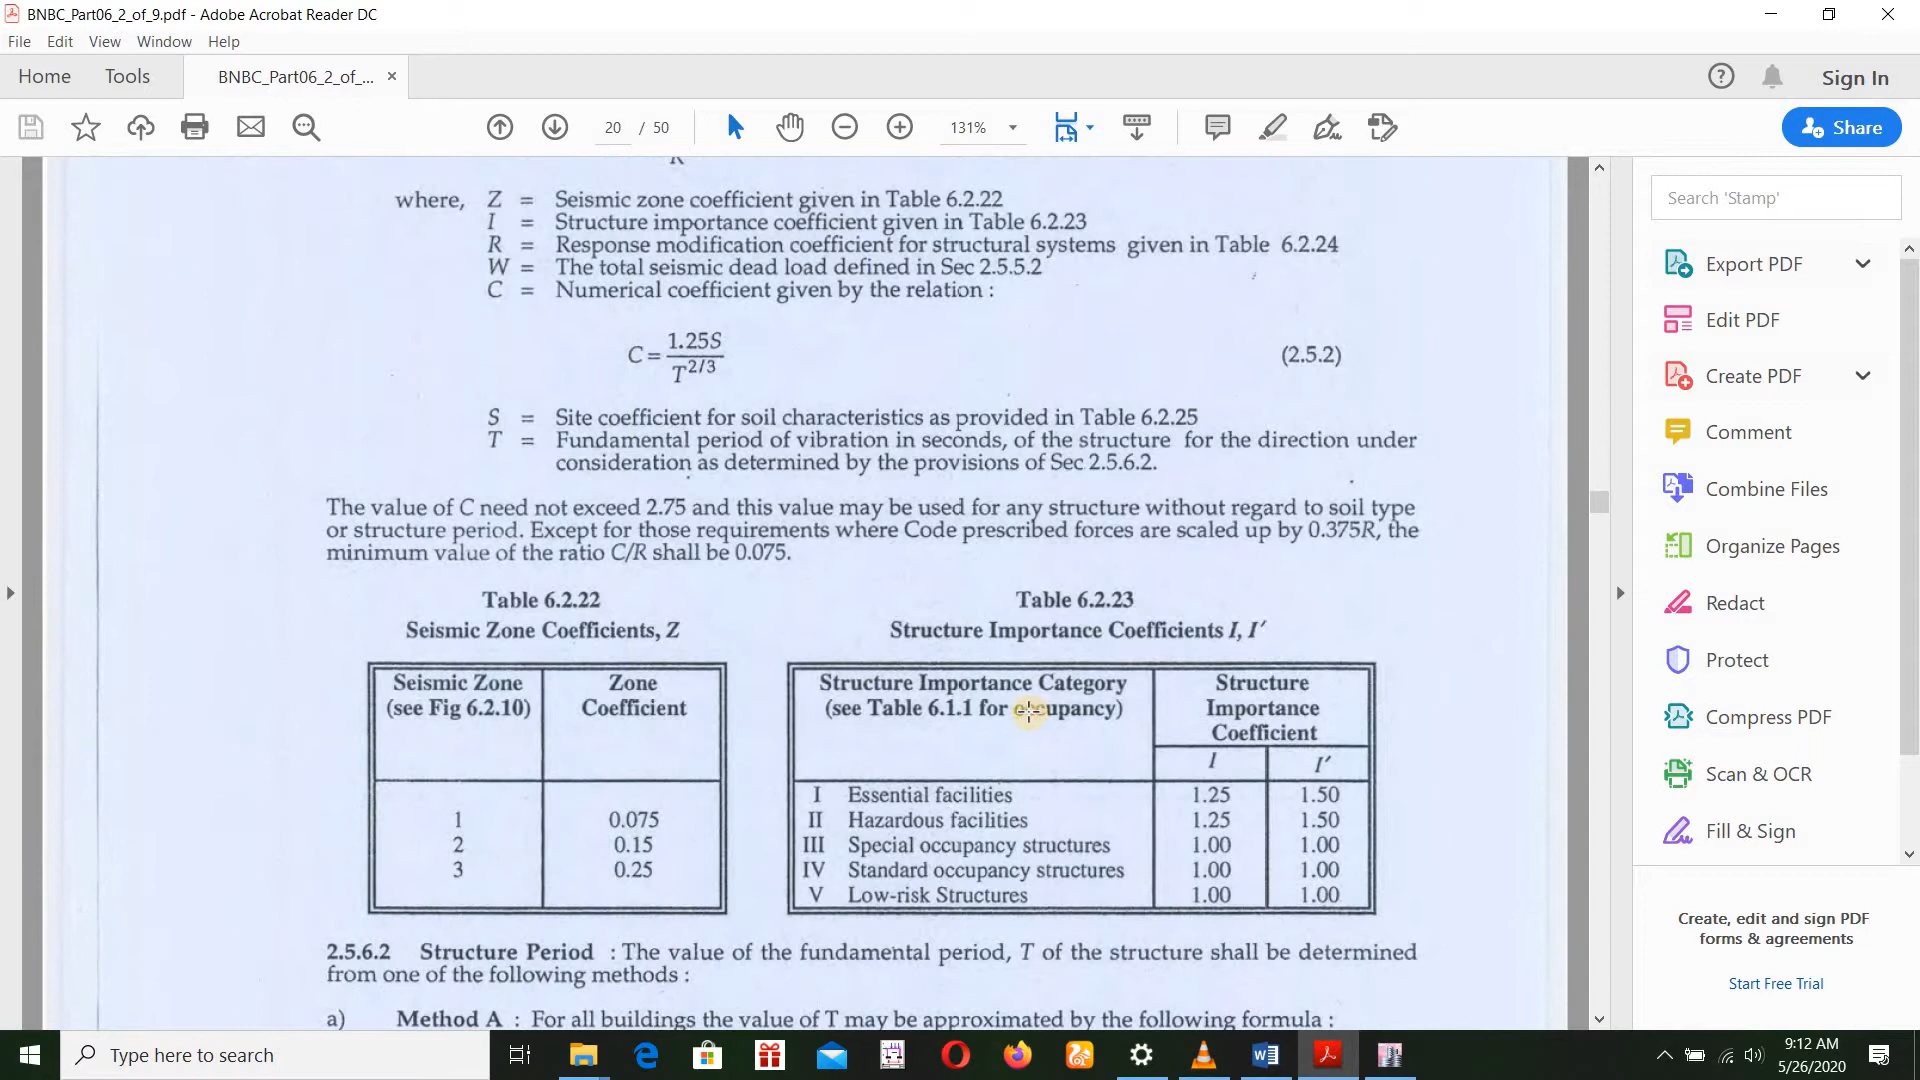 BNBC_Part06_2_of_9.pdf - Adobe Acrobat Reader DC
File Edit View Window Help
Home Tools BNBC_Part06_2_of_... × Sign In
20 / 50 131% Share
where, Z = Seismic zone coefficient given in Table 6.2.22
I = Structure importance coefficient given in Table 6.2.23
R = Response modification coefficient for structural systems given in Table 6.2.24
W = The total seismic dead load defined in Sec 2.5.5.2
C = Numerical coefficient given by the relation :
C = 1.25S / T^2/3 (2.5.2)
S = Site coefficient for soil characteristics as provided in Table 6.2.25
T = Fundamental period of vibration in seconds, of the structure for the direction under
consideration as determined by the provisions of Sec 2.5.6.2.
The value of C need not exceed 2.75 and this value may be used for any structure without regard to soil type
or structure period. Except for those requirements where Code prescribed forces are scaled up by 0.375R, the
minimum value of the ratio C/R shall be 0.075.
Table 6.2.22
Seismic Zone Coefficients, Z
Seismic Zone Zone
(see Fig 6.2.10) Coefficient
1 0.075
2 0.15
3 0.25
Table 6.2.23
Structure Importance Coefficients I, I′
Structure Importance Category Structure
(see Table 6.1.1 for occupancy) Importance
Coefficient
I I′
I Essential facilities 1.25 1.50
II Hazardous facilities 1.25 1.50
III Special occupancy structures 1.00 1.00
IV Standard occupancy structures 1.00 1.00
V Low-risk Structures 1.00 1.00
2.5.6.2 Structure Period : The value of the fundamental period, T of the structure shall be determined
from one of the following methods :
a) Method A : For all buildings the value of T may be approximated by the following formula :
Search 'Stamp'
Export PDF
Edit PDF
Create PDF
Comment
Combine Files
Organize Pages
Redact
Protect
Compress PDF
Scan & OCR
Fill & Sign
Create, edit and sign PDF
forms & agreements
Start Free Trial
Type here to search
9:12 AM
5/26/2020